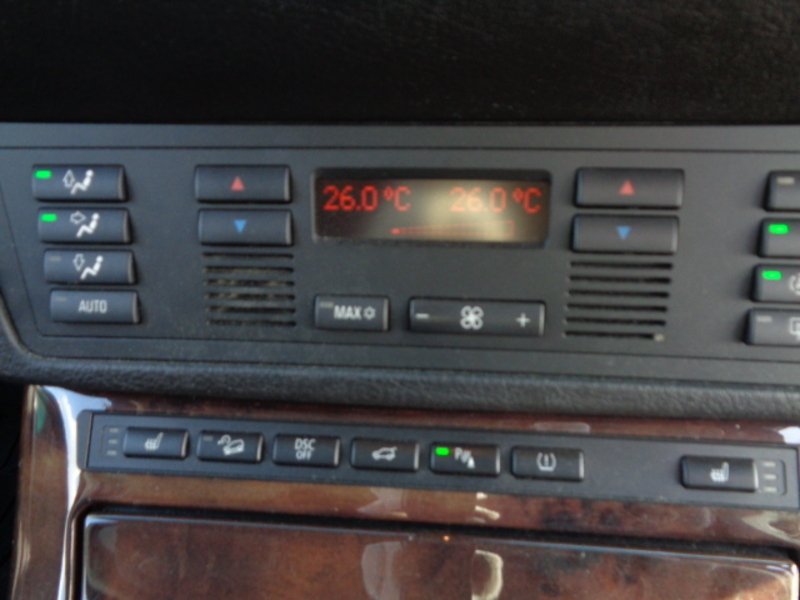 26.0°C 26.0°C
AUTO
MAX
- +
DSC
OFF
P